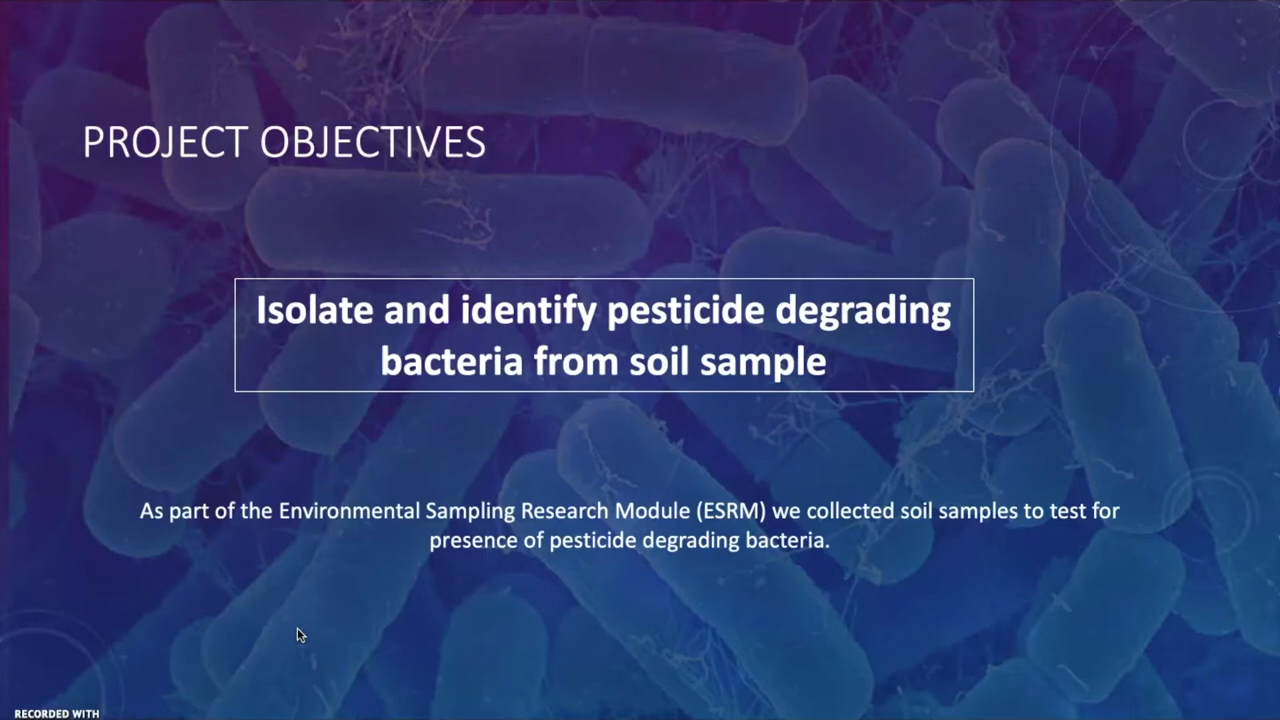 PROJECT OBJECTIVES
Isolate and identify pesticide degrading
bacteria from soil sample
As part of the Environmental Sampling Research Module (ESRM) we collected soil samples to test for
presence of pesticide degrading bacteria.
RECORDED WITH